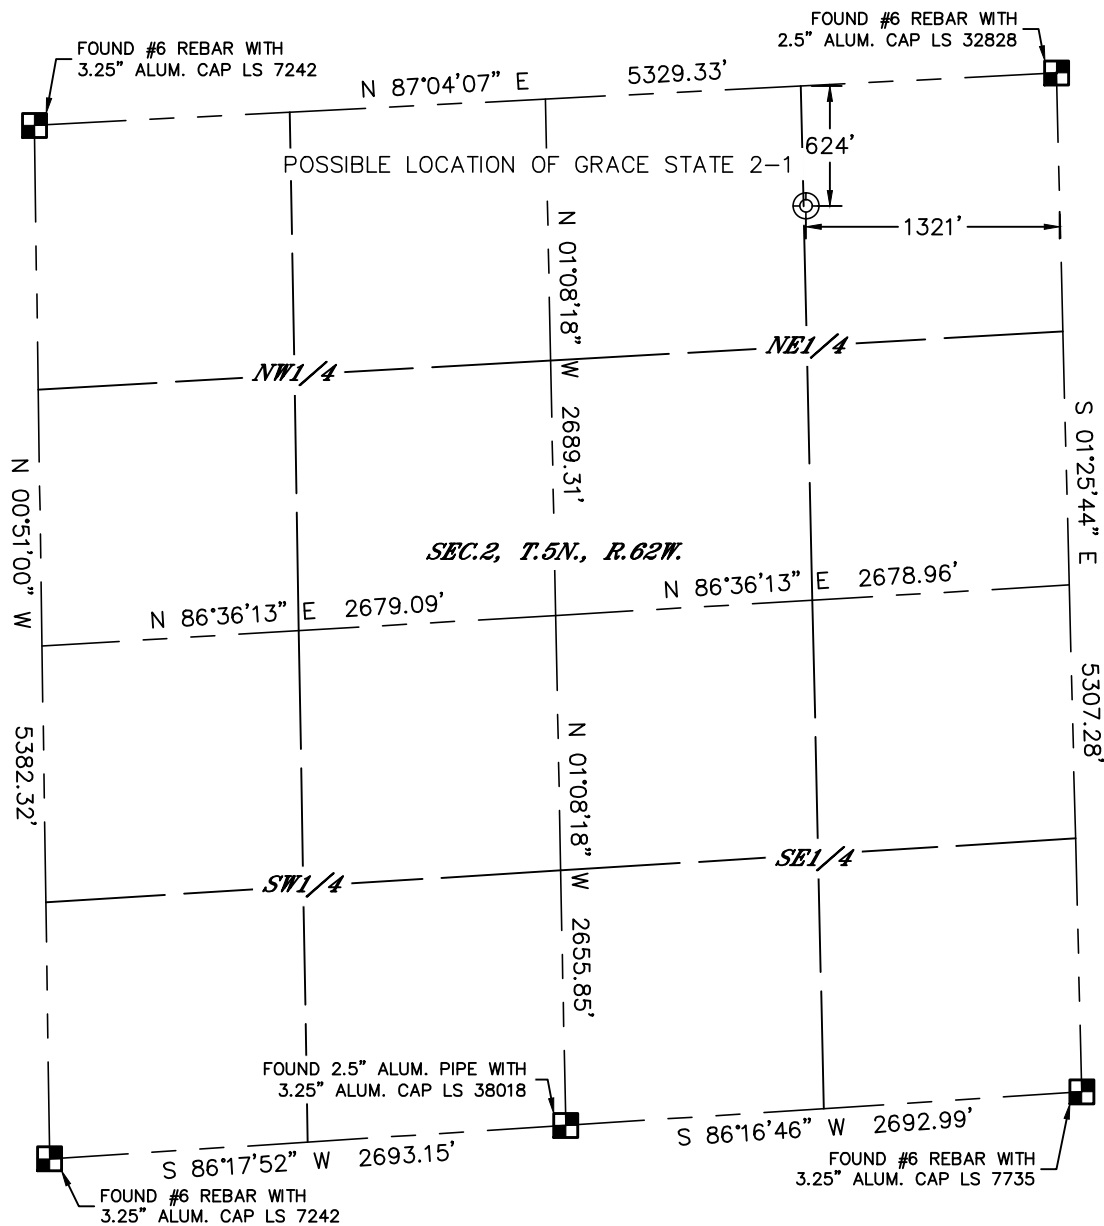 FOUND #6 REBAR WITH
2.5" ALUM. CAP LS 32828
FOUND #6 REBAR WITH
3.25" ALUM. CAP LS 7242
N 87°04'07" E 5329.33'
624'
POSSIBLE LOCATION OF GRACE STATE 2-1
1321'
N 01°08'18" W 2689.31'
NW1/4
NE1/4
S 01°25'44" E 5307.28'
N 00°51'00" W 5382.32'
SEC.2, T.5N., R.62W.
N 86°36'13" E 2679.09'
N 86°36'13" E 2678.96'
N 01°08'18" W 2655.85'
SW1/4
SE1/4
FOUND 2.5" ALUM. PIPE WITH
3.25" ALUM. CAP LS 38018
S 86°17'52" W 2693.15'
S 86°16'46" W 2692.99'
FOUND #6 REBAR WITH
3.25" ALUM. CAP LS 7735
FOUND #6 REBAR WITH
3.25" ALUM. CAP LS 7242